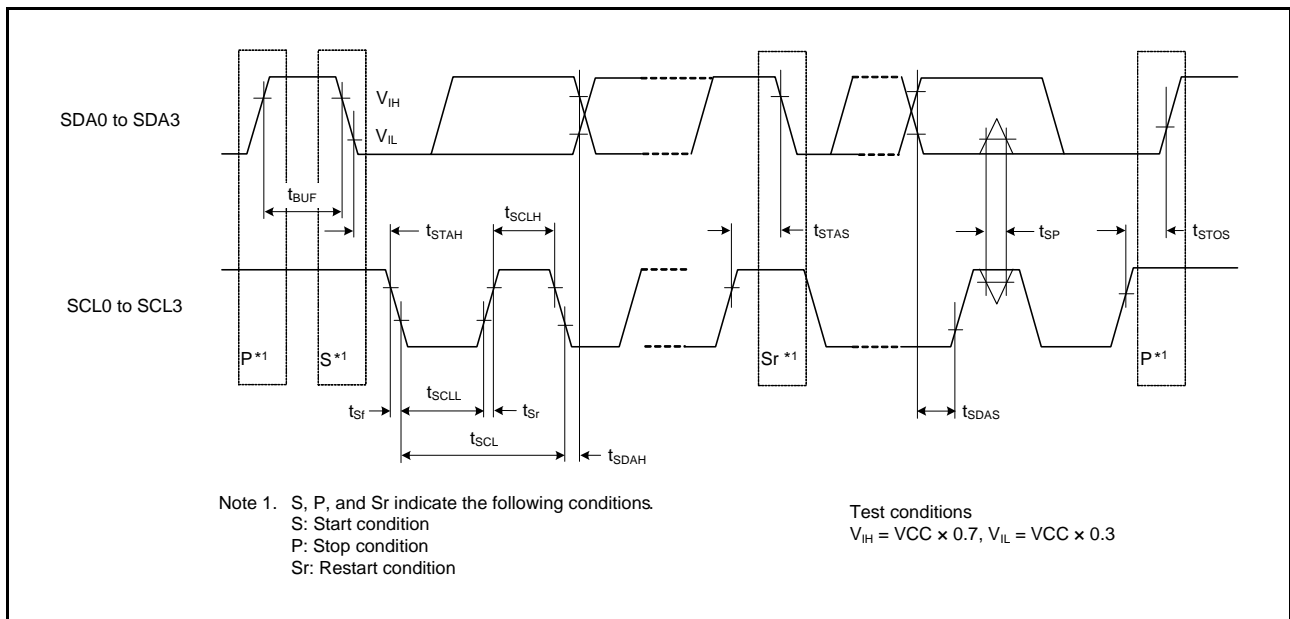 SDA0 to SDA3
VIH
VIL
tBUF
tSTAH
tSCLH
tSTAS
tSP
tSTOS
SCL0 to SCL3
P*1
S*1
Sr*1
P*1
tSf
tSCLL
tSr
tSCL
tSDAH
tSDAS
Note 1. S, P, and Sr indicate the following conditions.
S: Start condition
P: Stop condition
Sr: Restart condition
Test conditions
VIH = VCC × 0.7, VIL = VCC × 0.3